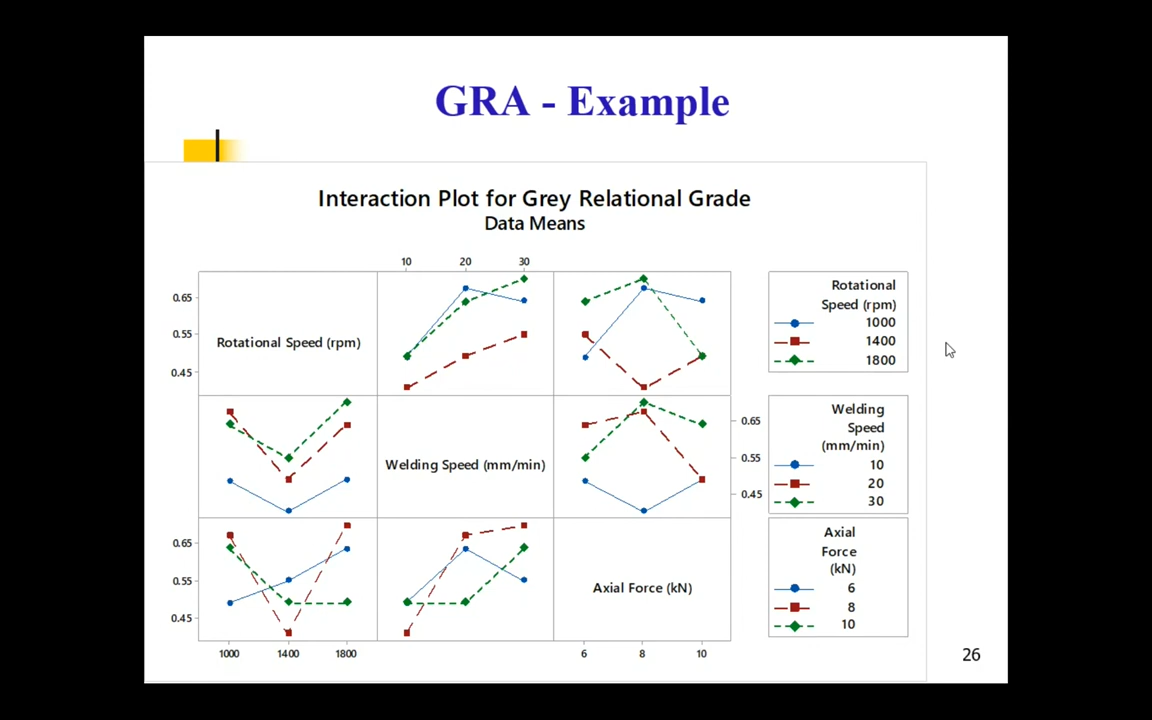 GRA - Example
Interaction Plot for Grey Relational Grade
Data Means
10 20 30
0.65
0.55
0.45
Rotational Speed (rpm)
Rotational
Speed (rpm)
1000
1400
1800
Welding Speed (mm/min)
0.65
0.55
0.45
Welding
Speed
(mm/min)
10
20
30
0.65
0.55
0.45
Axial Force (kN)
Axial
Force
(kN)
6
8
10
1000 1400 1800 6 8 10
26